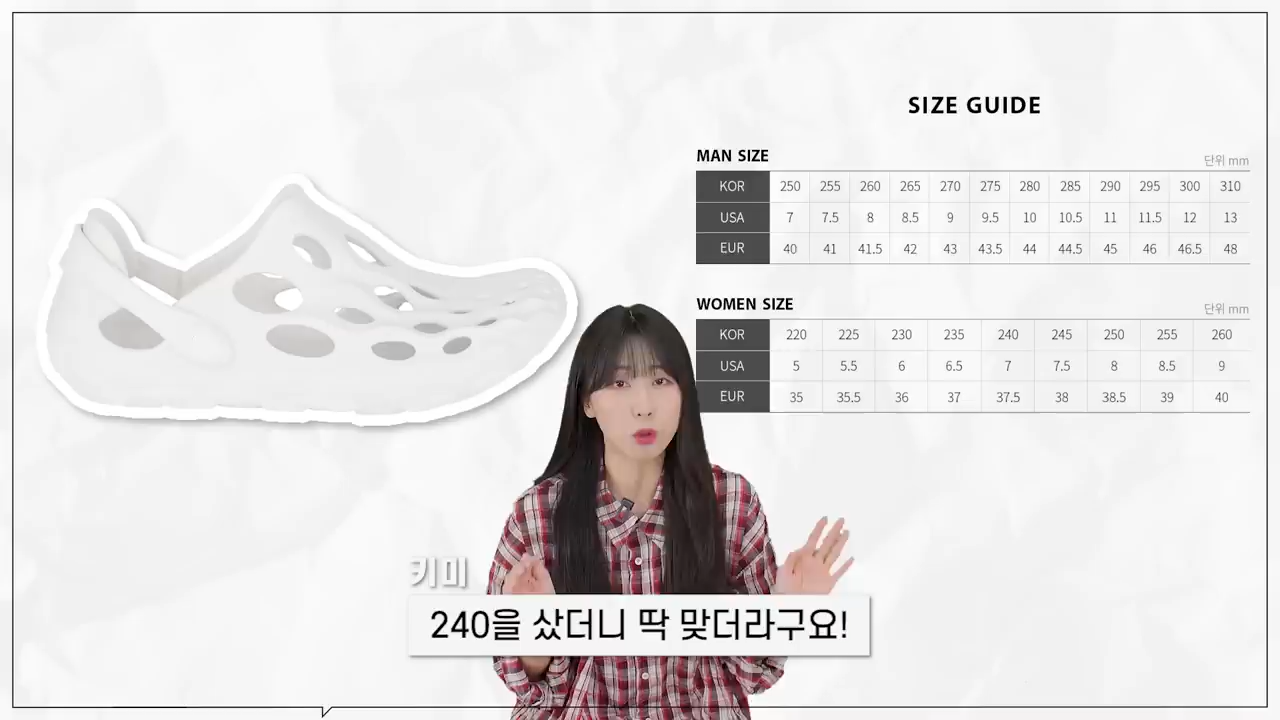 SIZE GUIDE
MAN SIZE
단위 mm
KOR 250 255 260 265 270 275 280 285 290 295 300 310
USA 7 7.5 8 8.5 9 9.5 10 10.5 11 11.5 12 13
EUR 40 41 41.5 42 43 43.5 44 44.5 45 46 46.5 48
WOMEN SIZE
단위 mm
KOR 220 225 230 235 240 245 250 255 260
USA 5 5.5 6 6.5 7 7.5 8 8.5 9
EUR 35 35.5 36 37 37.5 38 38.5 39 40
키미
240을 샀더니 딱 맞더라구요!